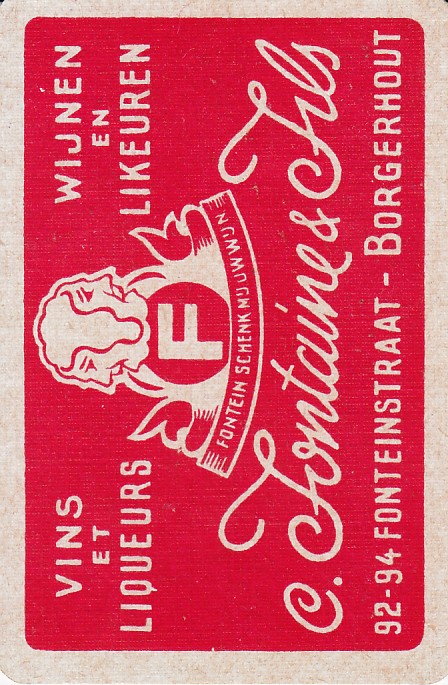 VINS
ET
LIQUEURS
WIJNEN
EN
LIKEUREN
F
FONTEIN SCHENK MIJ UW WIJN
C. Fontaine & Fils
92-94 FONTEINSTRAAT - BORGERHOUT